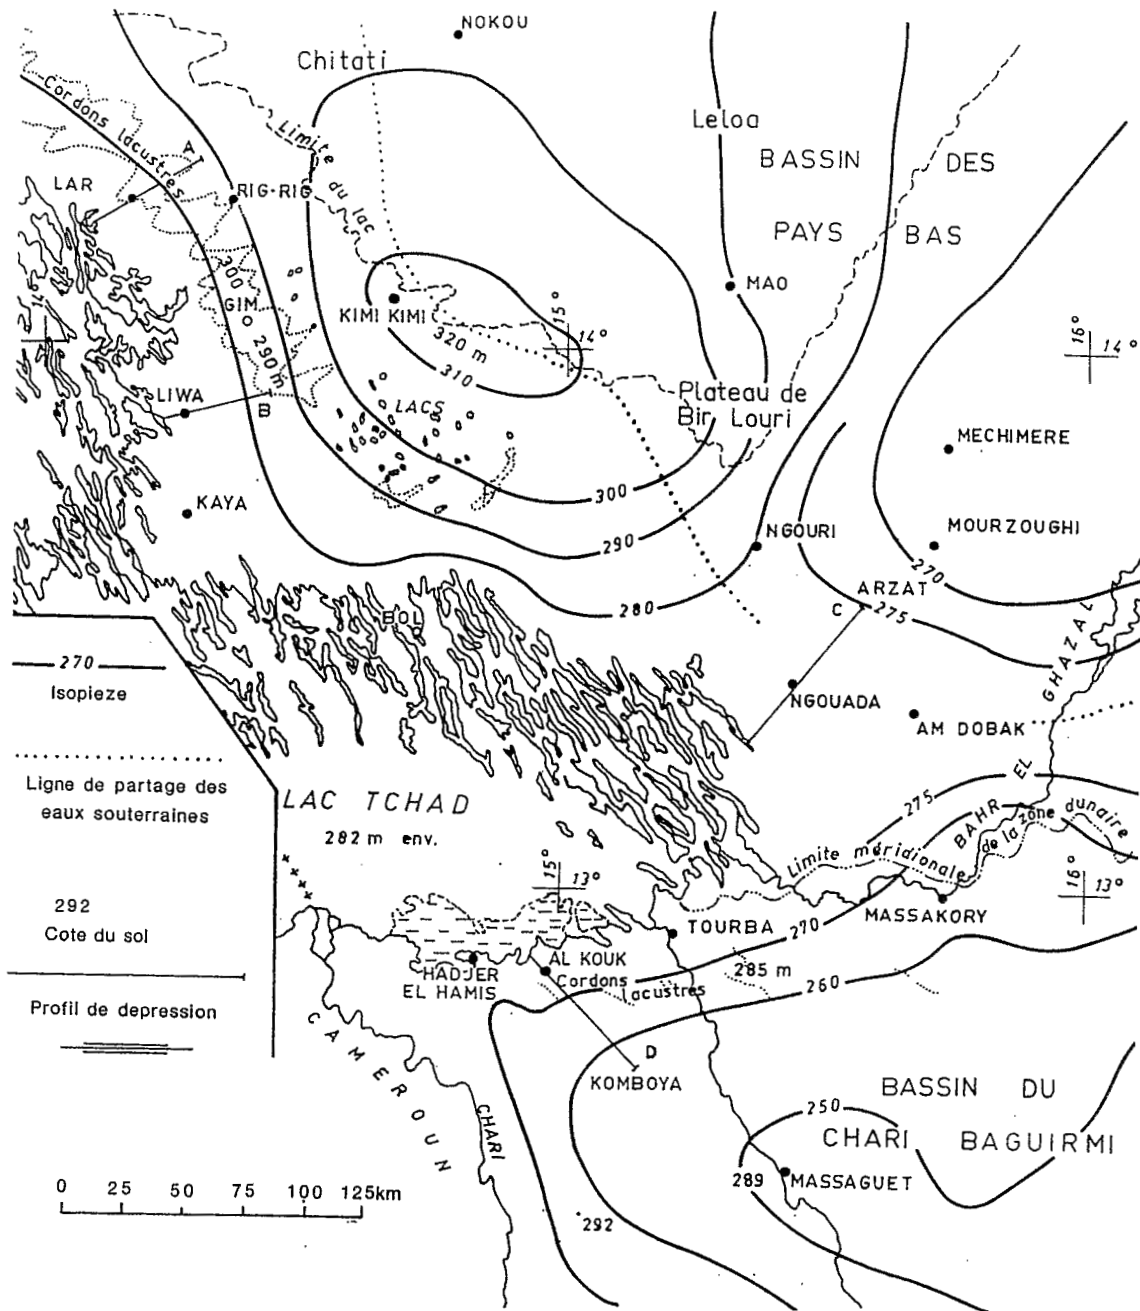 NOKOU
Chitati
Cordons lacustres
Limite du lac
Leloa
BASSIN DES
PAYS BAS
A
LAR
RIG-RIG
300
GIM
290 m
14°
KIMI KIMI
320 m
310
15°
14°
MAO
16°
14°
LIWA
B
LACS
Plateau de
Bir Louri
MECHIMERE
KAYA
300
290
280
NGOURI
MOURZOUGHI
270
ARZAT
C
275
BOL
NGOUADA
AM DOBAK
BAHR EL GHAZAL
270
Isopieze
Ligne de partage des
eaux souterraines
292
Cote du sol
Profil de depression
LAC TCHAD
282 m env.
275
Limite méridionale de la zone dunaire
15°
13°
16°
13°
TOURBA
270
MASSAKORY
HADJER
EL HAMIS
AL KOUK
Cordons
lacustres
285 m
260
D
KOMBOYA
CAMEROUN
CHARI
BASSIN DU
CHARI BAGUIRMI
250
289
MASSAGUET
292
0 25 50 75 100 125km